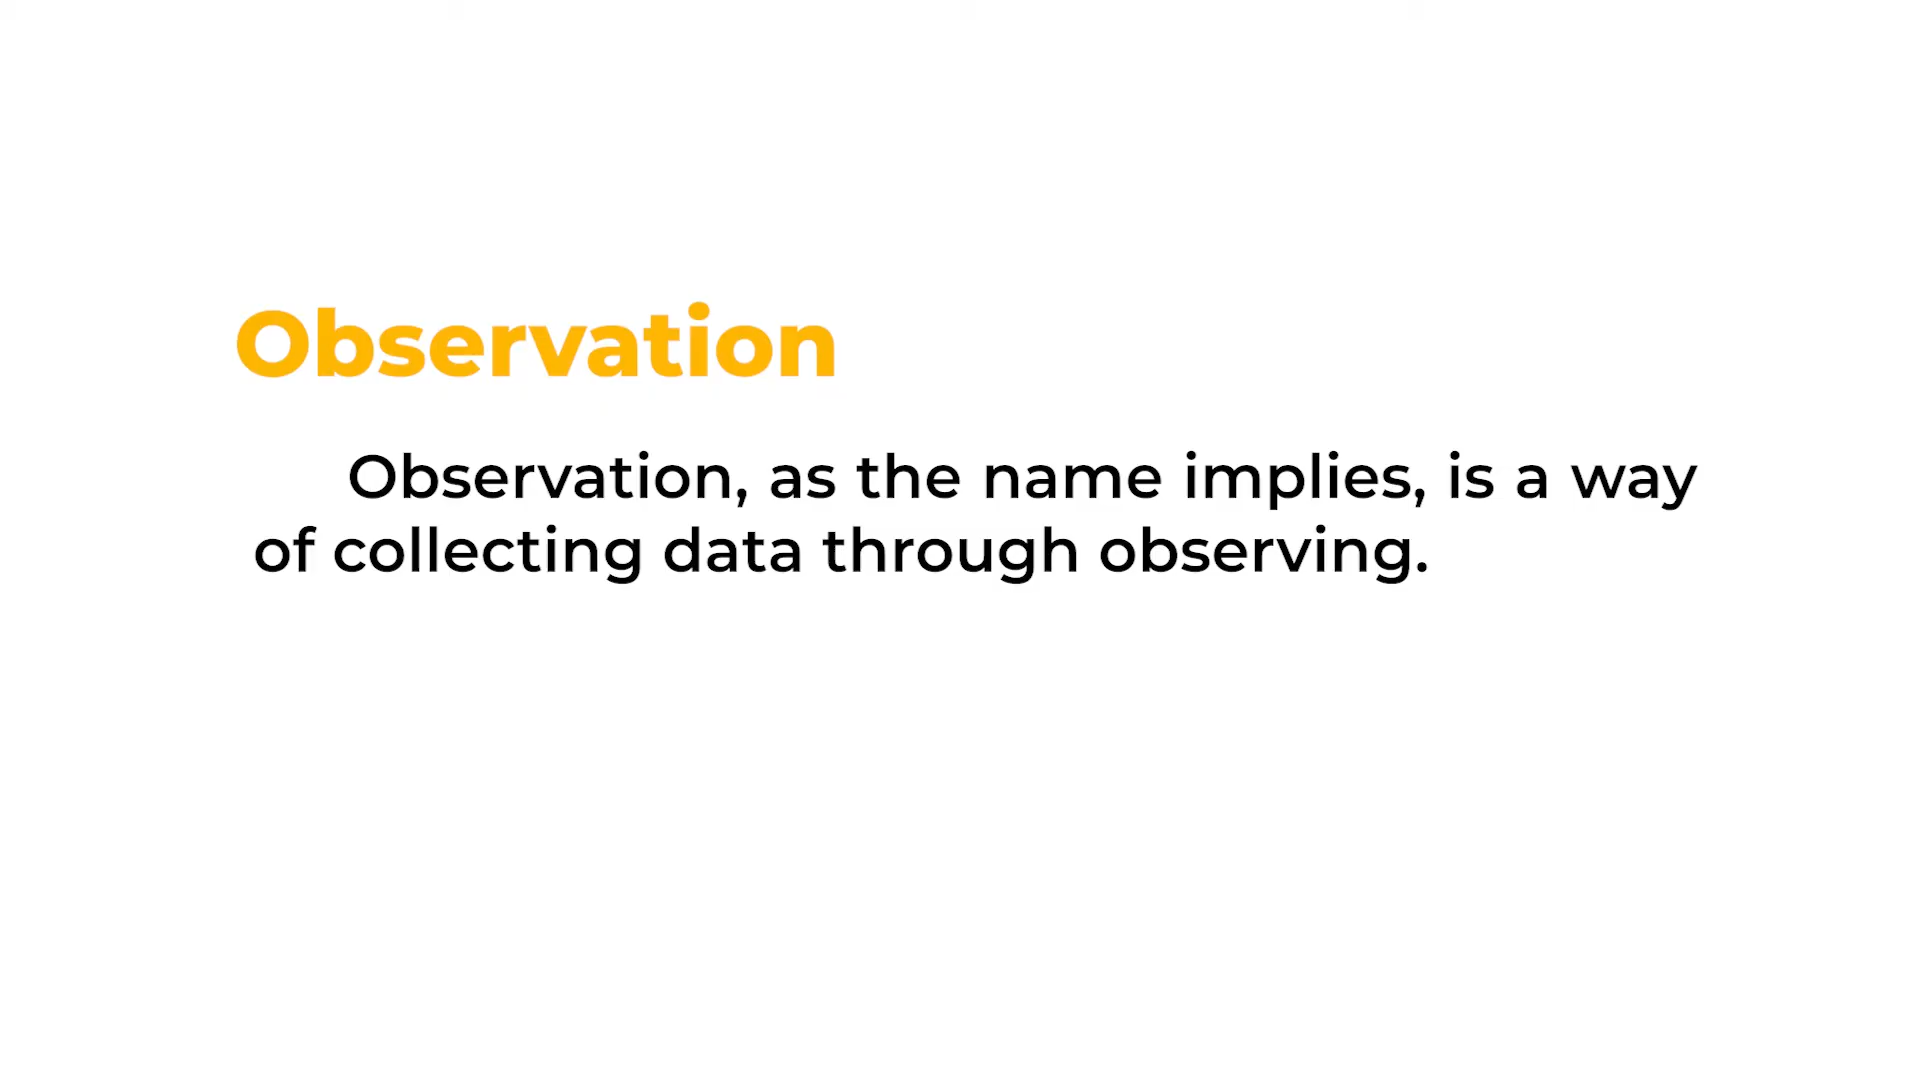 Observation
Observation, as the name implies, is a way
of collecting data through observing.